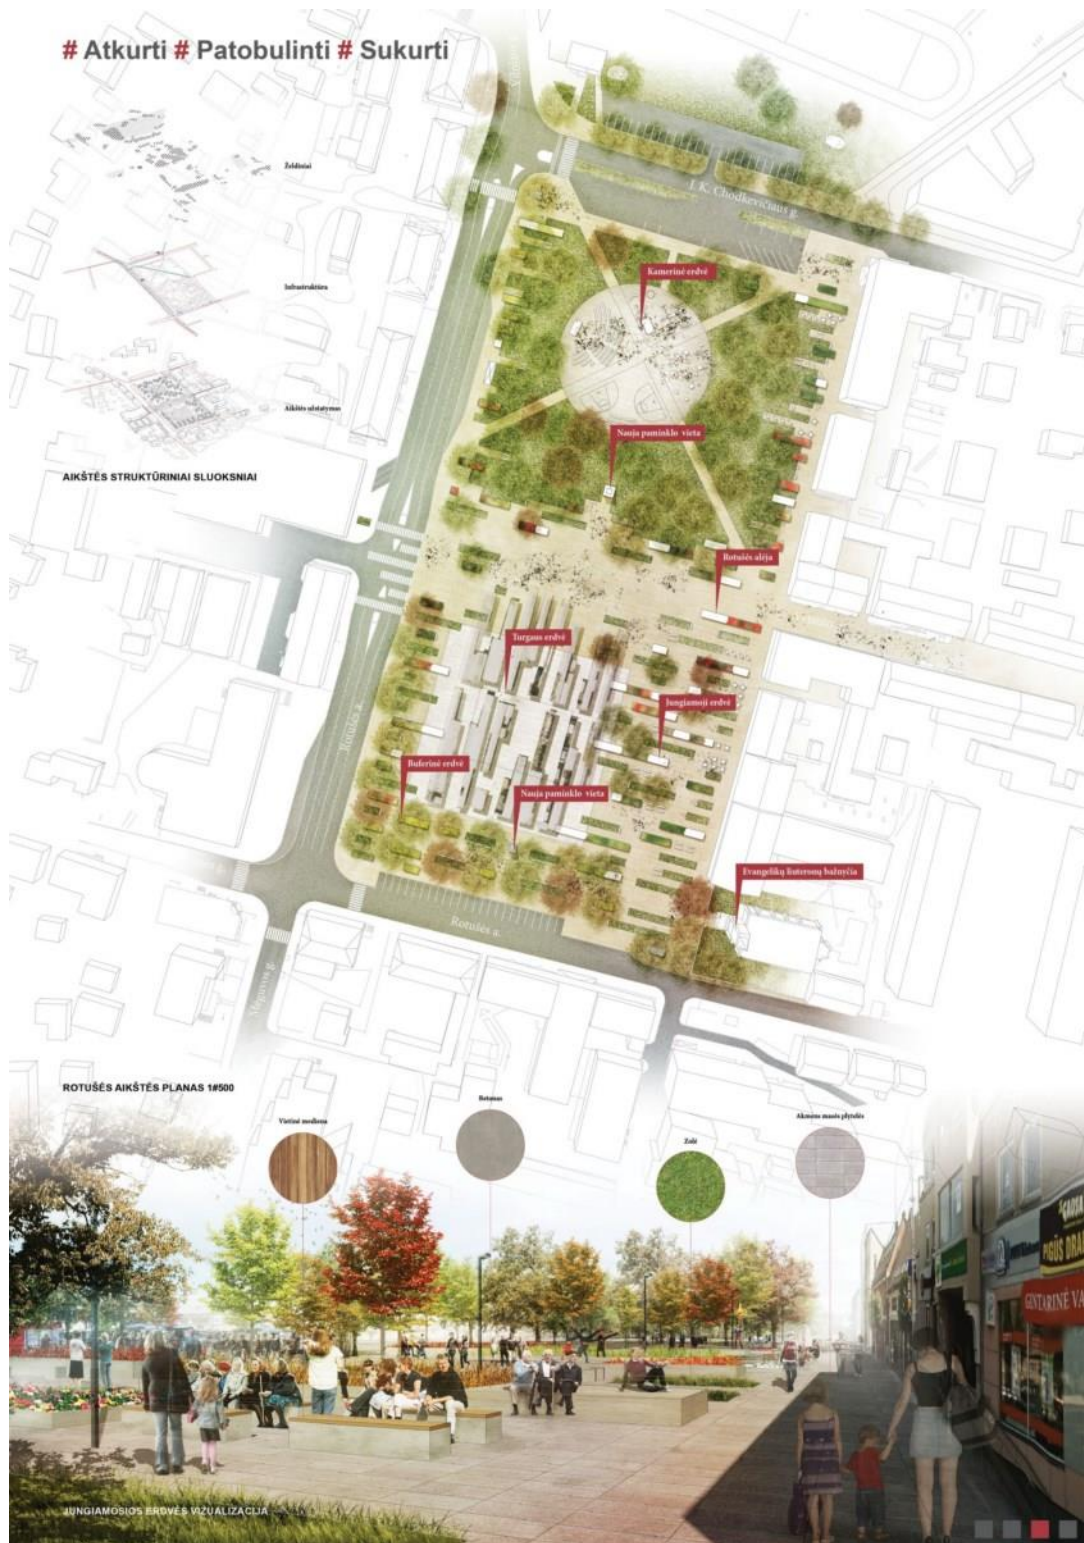 # Atkurti # Patobulinti # Sukurti
Želdiniai
Infrastruktūra
Aikštės užstatymas
AIKŠTĖS STRUKTŪRINIAI SLUOKSNIAI
J. K. Chodkevičiaus g.
Kamerinė erdvė
Nauja paminklo vieta
Rotušės alėja
Turgaus erdvė
Jungiamoji erdvė
Rotušės a.
Buferinė erdvė
Nauja paminklo vieta
Evangelikų liuteronų bažnyčia
Rotušės a.
ROTUŠĖS AIKŠTĖS PLANAS 1#500
Vietinė mediena
Betonas
Žolė
Akmens masės plytelės
GINTARINĖ VA
JUNGIAMOSIOS ERDVĖS VIZUALIZACIJA